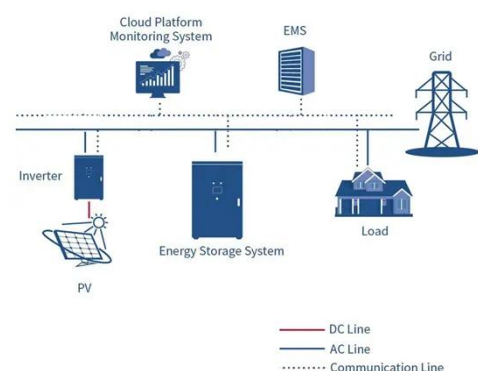 Cloud Platform
Monitoring System
EMS
Grid
Inverter
Energy Storage System
Load
PV
DC Line
AC Line
Communication Line